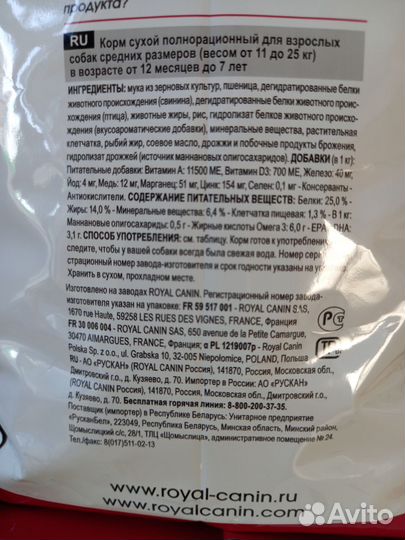 продукта?
RU Корм сухой полнорационный для взрослых
собак средних размеров (весом от 11 до 25 кг)
в возрасте от 12 месяцев до 7 лет
ИНГРЕДИЕНТЫ: мука из зерновых культур, пшеница, дегидратированные белки
животного происхождения (свинина), дегидратированные белки животного проис-
хождения (птица), животные жиры, рис, гидролизат белков животного происхождения
(вкусоароматические добавки), минеральные вещества, растительная
клетчатка, рыбий жир, соевое масло, дрожжи и побочные продукты брожения,
гидролизат дрожжей (источник маннановых олигосахаридов). ДОБАВКИ (в 1 кг):
Питательные добавки: Витамин А: 11500 МЕ, Витамин D3: 700 МЕ, Железо: 40 мг,
Йод: 4 мг, Медь: 12 мг, Марганец: 51 мг, Цинк: 154 мг, Селен: 0,1 мг - Консерванты -
Антиокислители. СОДЕРЖАНИЕ ПИТАТЕЛЬНЫХ ВЕЩЕСТВ: Белки: 25,0 % -
Жиры: 14,0 % - Минеральные вещества: 6,4 % - Клетчатка пищевая: 1,3 % - В 1 кг:
Маннановые олигосахариды: 0,5 г - Жирные кислоты Омега 3: 6,0 г -
3,1 г. СПОСОБ УПОТРЕБЛЕНИЯ: см. таблицу. Корм готов к употреблению
следите, чтобы у вашей собаки всегда была свежая вода. Номер
страционный номер завода-изготовителя и срок годности указаны на
Хранить в сухом, прохладном месте.
Изготовлено на заводах ROYAL CANIN. Регистрационный номер завода-
изготовителя указан на упаковке: FR 59 517 001 - ROYAL CANIN SAS,
1670 rue Haute, 59258 LES RUES DES VIGNES, FRANCE, Франция
FR 30 006 004 - ROYAL CANIN SAS, 650 avenue de la Petite Camargue,
30470 AIMARGUES, FRANCE, Франция α PL 1219007p - Royal Canin
Polska Sp. z o.o., ul. Grabska 10, 32-005 Niepolomice, POLAND, Польша
RU - АО «РУСКАН» (ROYAL CANIN Россия), 141870, Россия, Московская обл.,
Дмитровский г.о., д. Кузяево, д. 70. Импортер в России: АО «РУСКАН»
(ROYAL CANIN Россия), 141870, Россия, Московская обл., Дмитровский г.о.,
д. Кузяево, д. 70. Бесплатная горячая линия: 8-800-200-37-35.
Поставщик (импортер) в Республику Беларусь: Унитарное предприятие
«РусканБел», 223049, Республика Беларусь, Минская область, Минский район,
Щомыслицкий с/с, 28/1, ТЛЦ «Щомыслица», административное помещение № 24.
Тел./факс: 8(017)511-02-13
www.royal-canin.ru
www.royalcanin.com
Avito